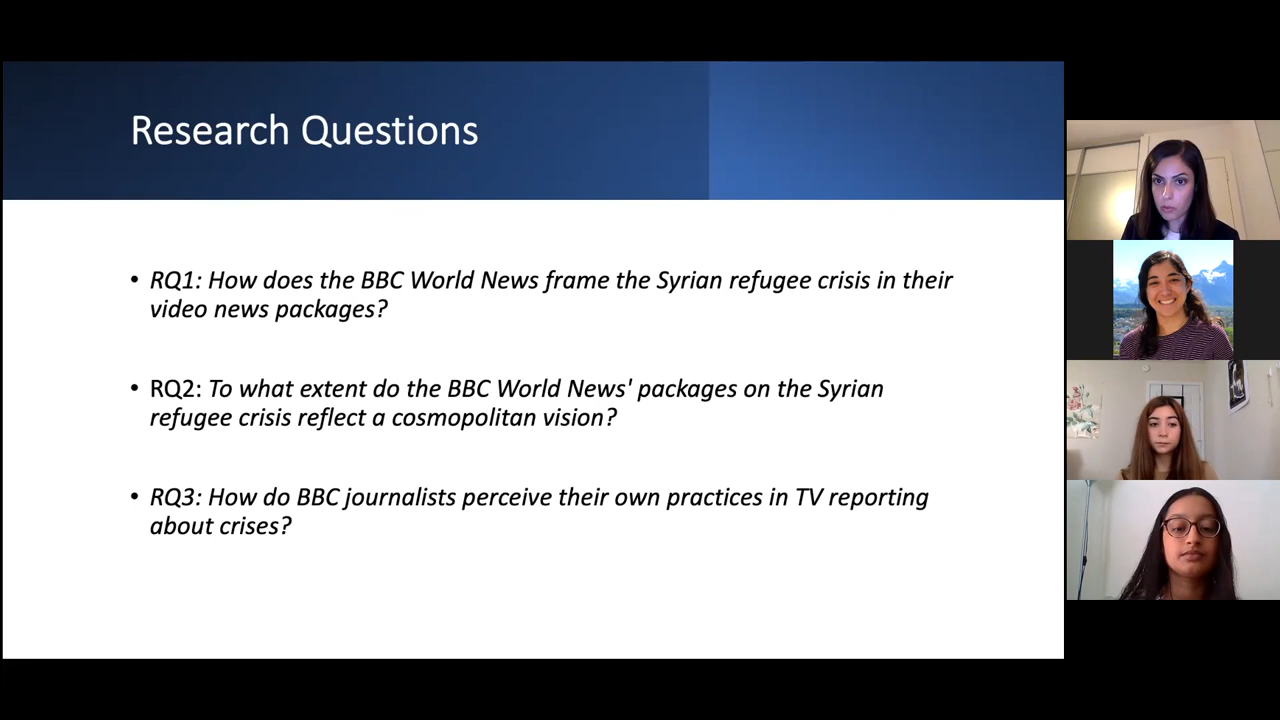 Research Questions
• RQ1: How does the BBC World News frame the Syrian refugee crisis in their
video news packages?
• RQ2: To what extent do the BBC World News' packages on the Syrian
refugee crisis reflect a cosmopolitan vision?
• RQ3: How do BBC journalists perceive their own practices in TV reporting
about crises?